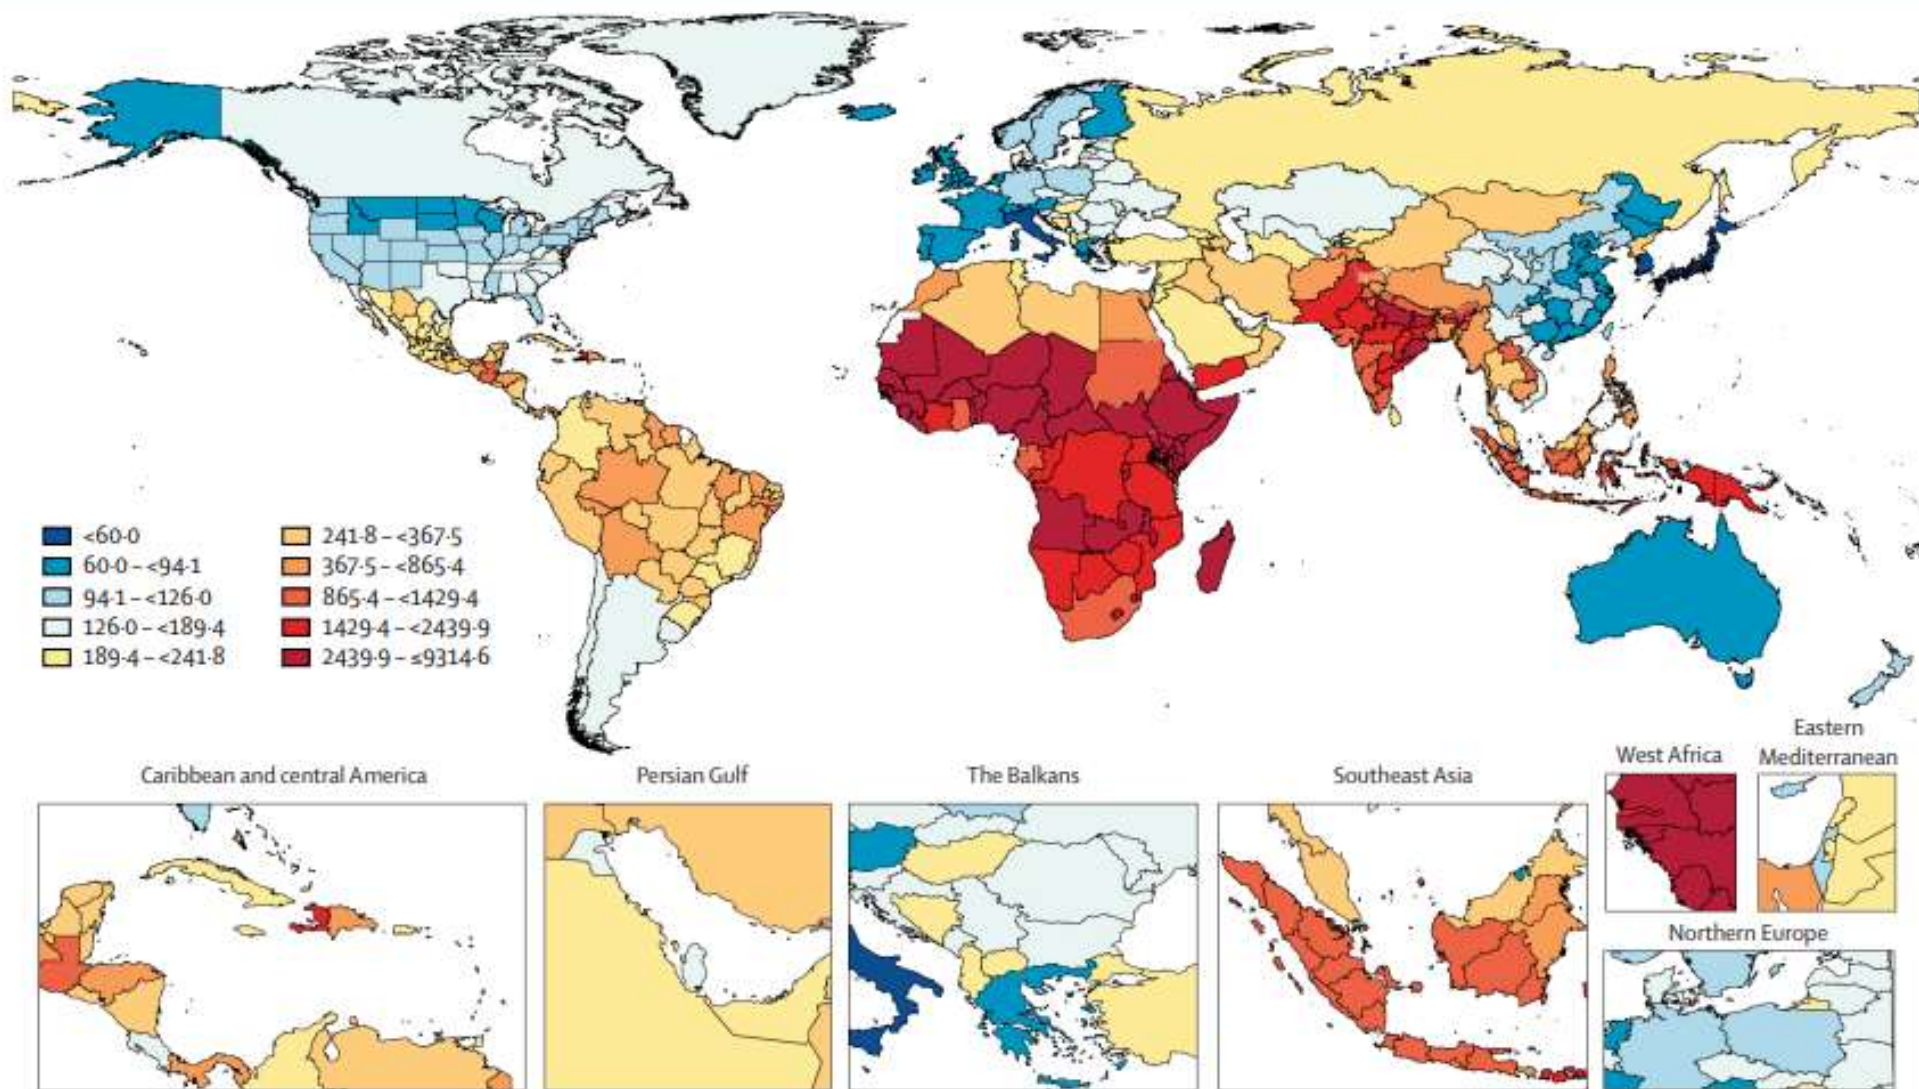 <60·0
60·0–<94·1
94·1–<126·0
126·0–<189·4
189·4–<241·8
241·8–<367·5
367·5–<865·4
865·4–<1429·4
1429·4–<2439·9
2439·9–≤9314·6
Caribbean and central America
Persian Gulf
The Balkans
Southeast Asia
West Africa
Eastern
Mediterranean
Northern Europe